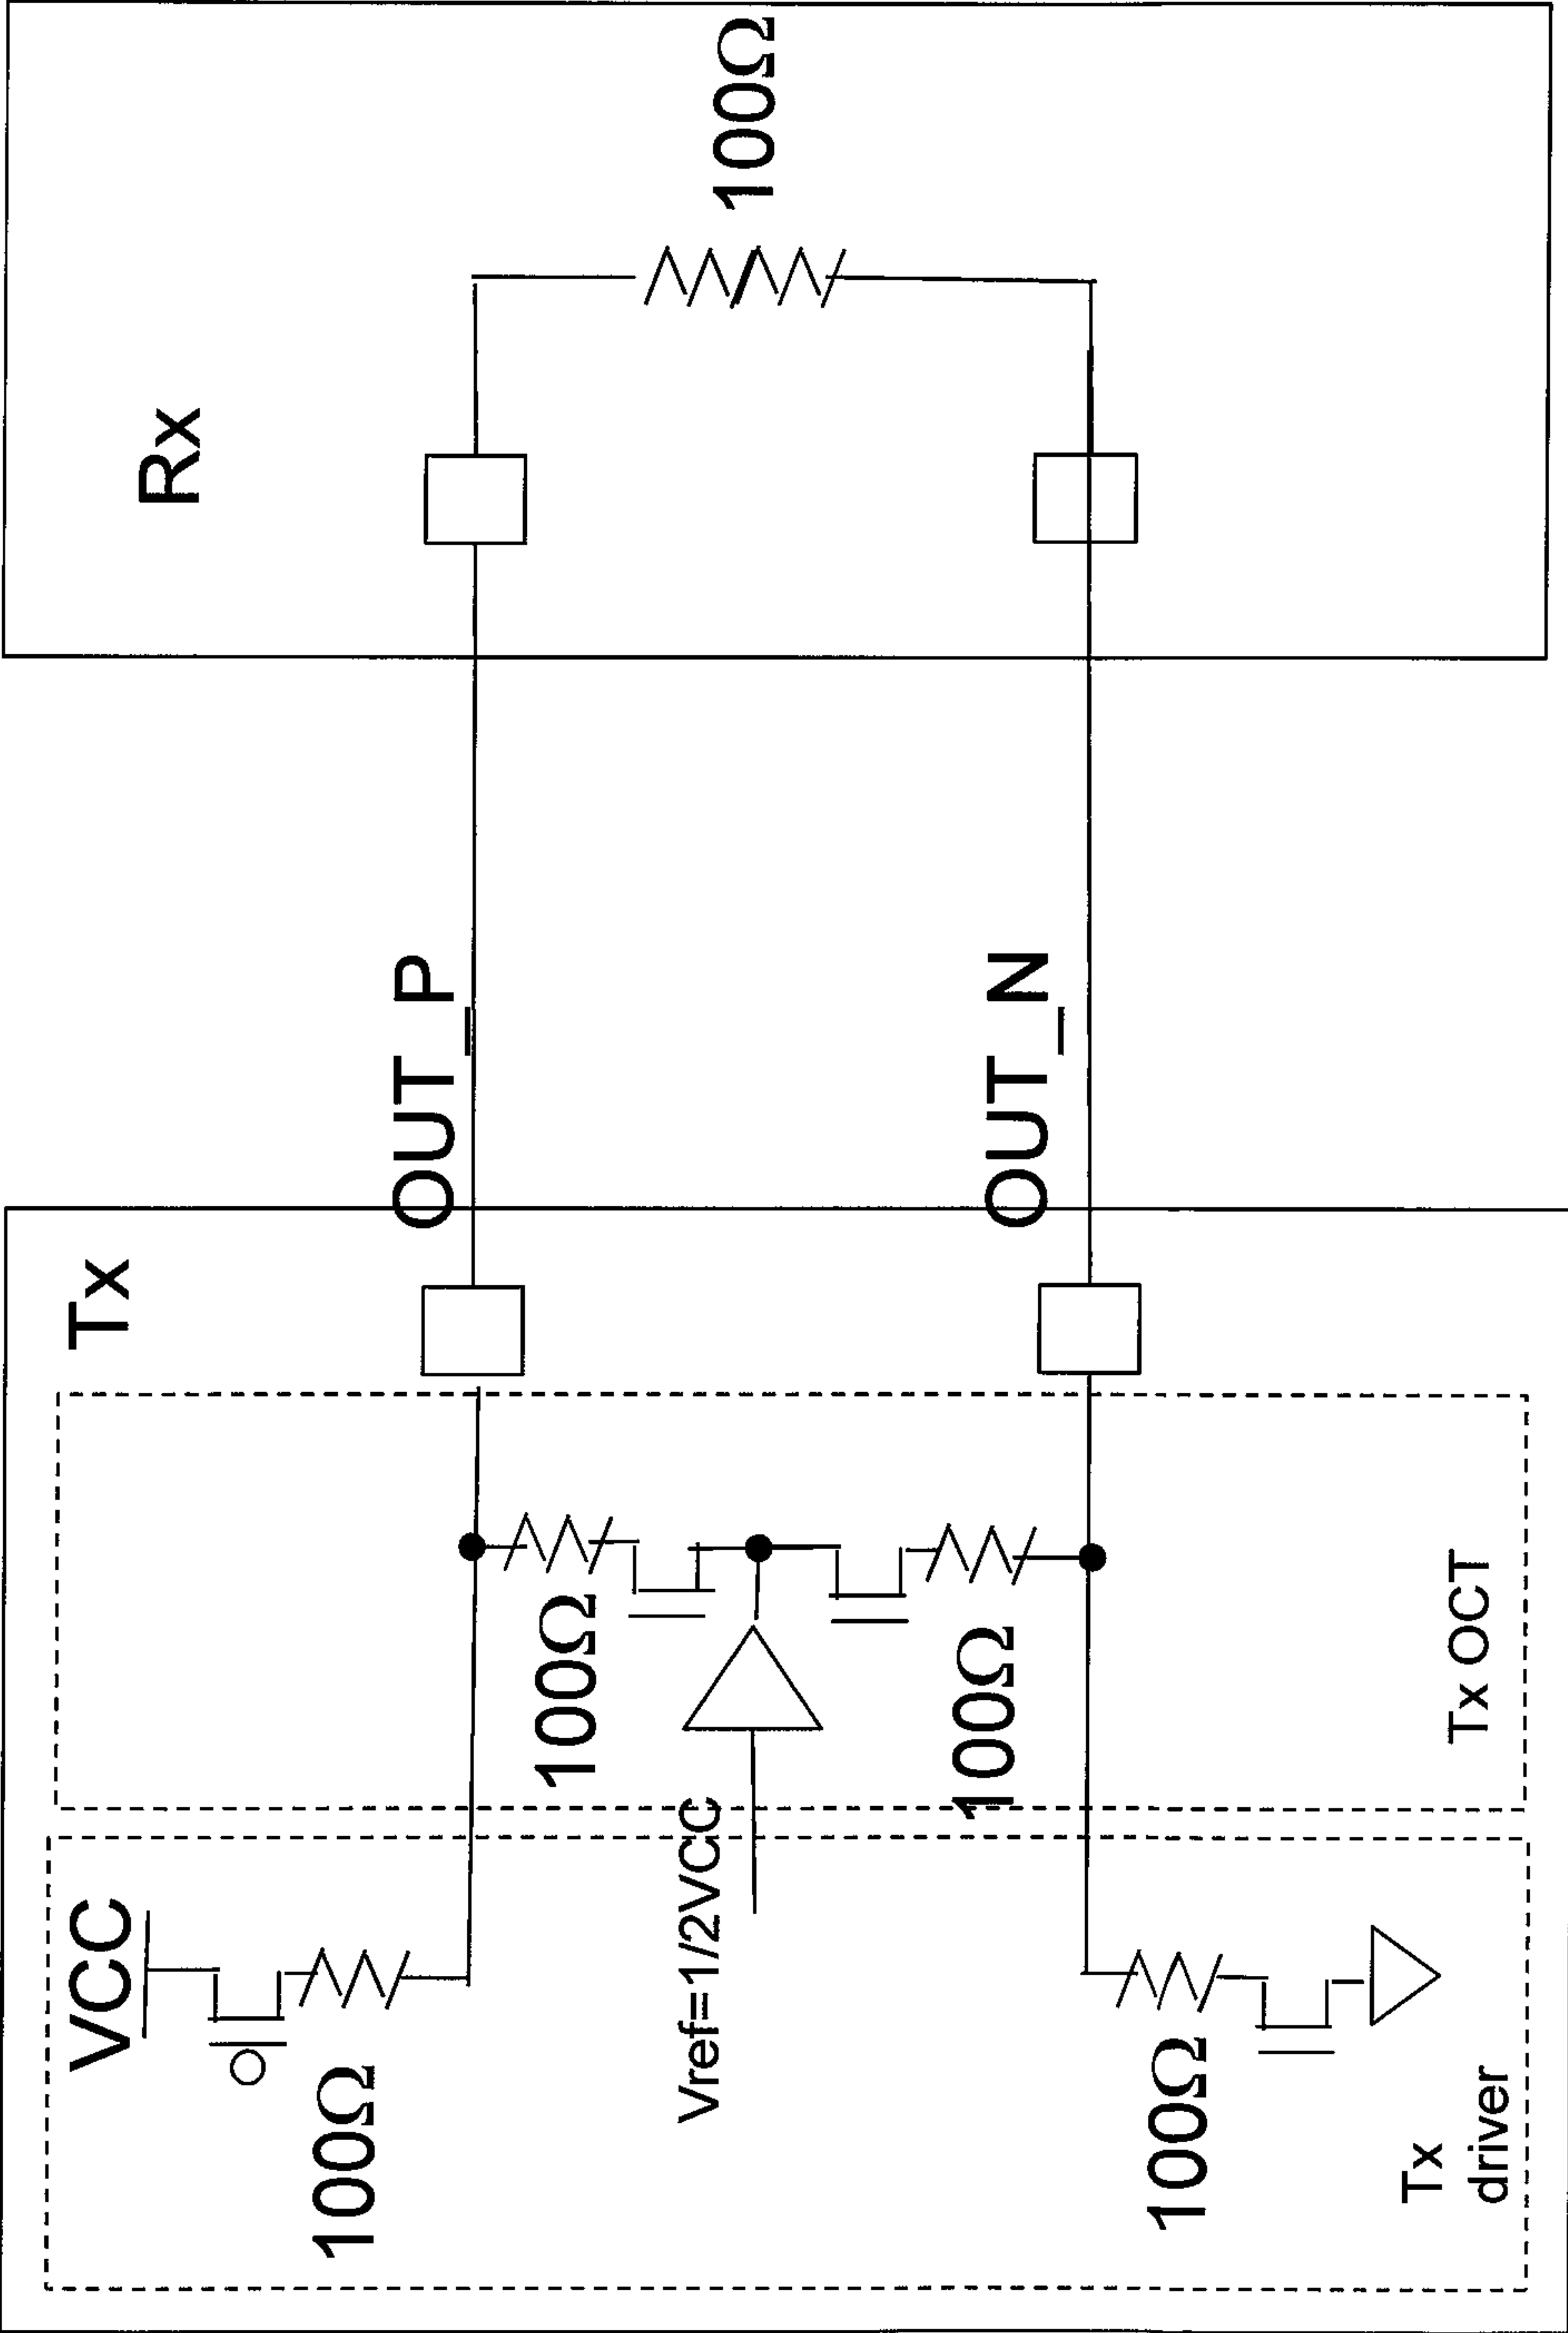 VCC
100Ω
Vref=1/2VCC
100Ω
Tx
driver
100Ω
100Ω
Tx OCT
Tx
OUT_P
OUT_N
Rx
100Ω